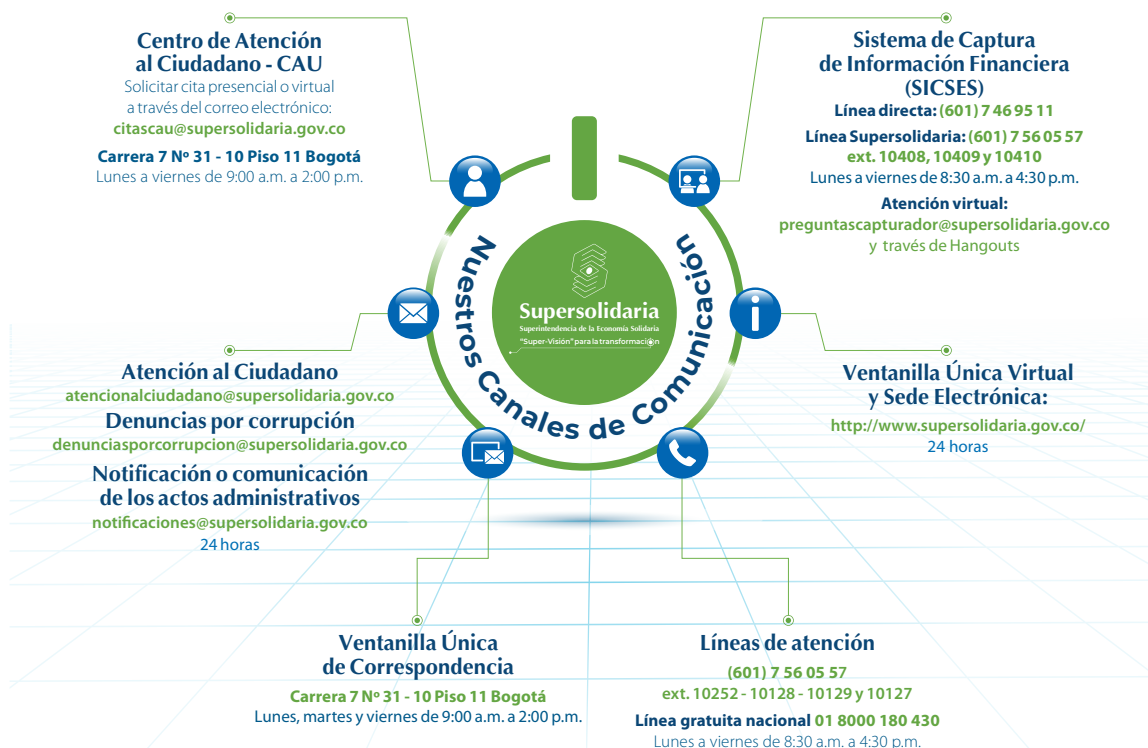 Centro de Atención
al Ciudadano - CAU
Solicitar cita presencial o virtual
a través del correo electrónico:
citascau@supersolidaria.gov.co
Carrera 7 Nº 31 - 10 Piso 11 Bogotá
Lunes a viernes de 9:00 a.m. a 2:00 p.m.
Sistema de Captura
de Información Financiera
(SICSES)
Línea directa: (601) 7 46 95 11
Línea Supersolidaria: (601) 7 56 05 57
ext. 10408, 10409 y 10410
Lunes a viernes de 8:30 a.m. a 4:30 p.m.
Atención virtual:
preguntascapturador@supersolidaria.gov.co
y través de Hangouts
Nuestros Canales de Comunicación
Supersolidaria
Superintendencia de la Economía Solidaria
"Super-Visión" para la transformación
Atención al Ciudadano
atencionalciudadano@supersolidaria.gov.co
Denuncias por corrupción
denunciasporcorrupcion@supersolidaria.gov.co
Notificación o comunicación
de los actos administrativos
notificaciones@supersolidaria.gov.co
24 horas
Ventanilla Única Virtual
y Sede Electrónica:
http://www.supersolidaria.gov.co/
24 horas
Ventanilla Única
de Correspondencia
Carrera 7 Nº 31 - 10 Piso 11 Bogotá
Lunes, martes y viernes de 9:00 a.m. a 2:00 p.m.
Líneas de atención
(601) 7 56 05 57
ext. 10252 - 10128 - 10129 y 10127
Línea gratuita nacional 01 8000 180 430
Lunes a viernes de 8:30 a.m. a 4:30 p.m.